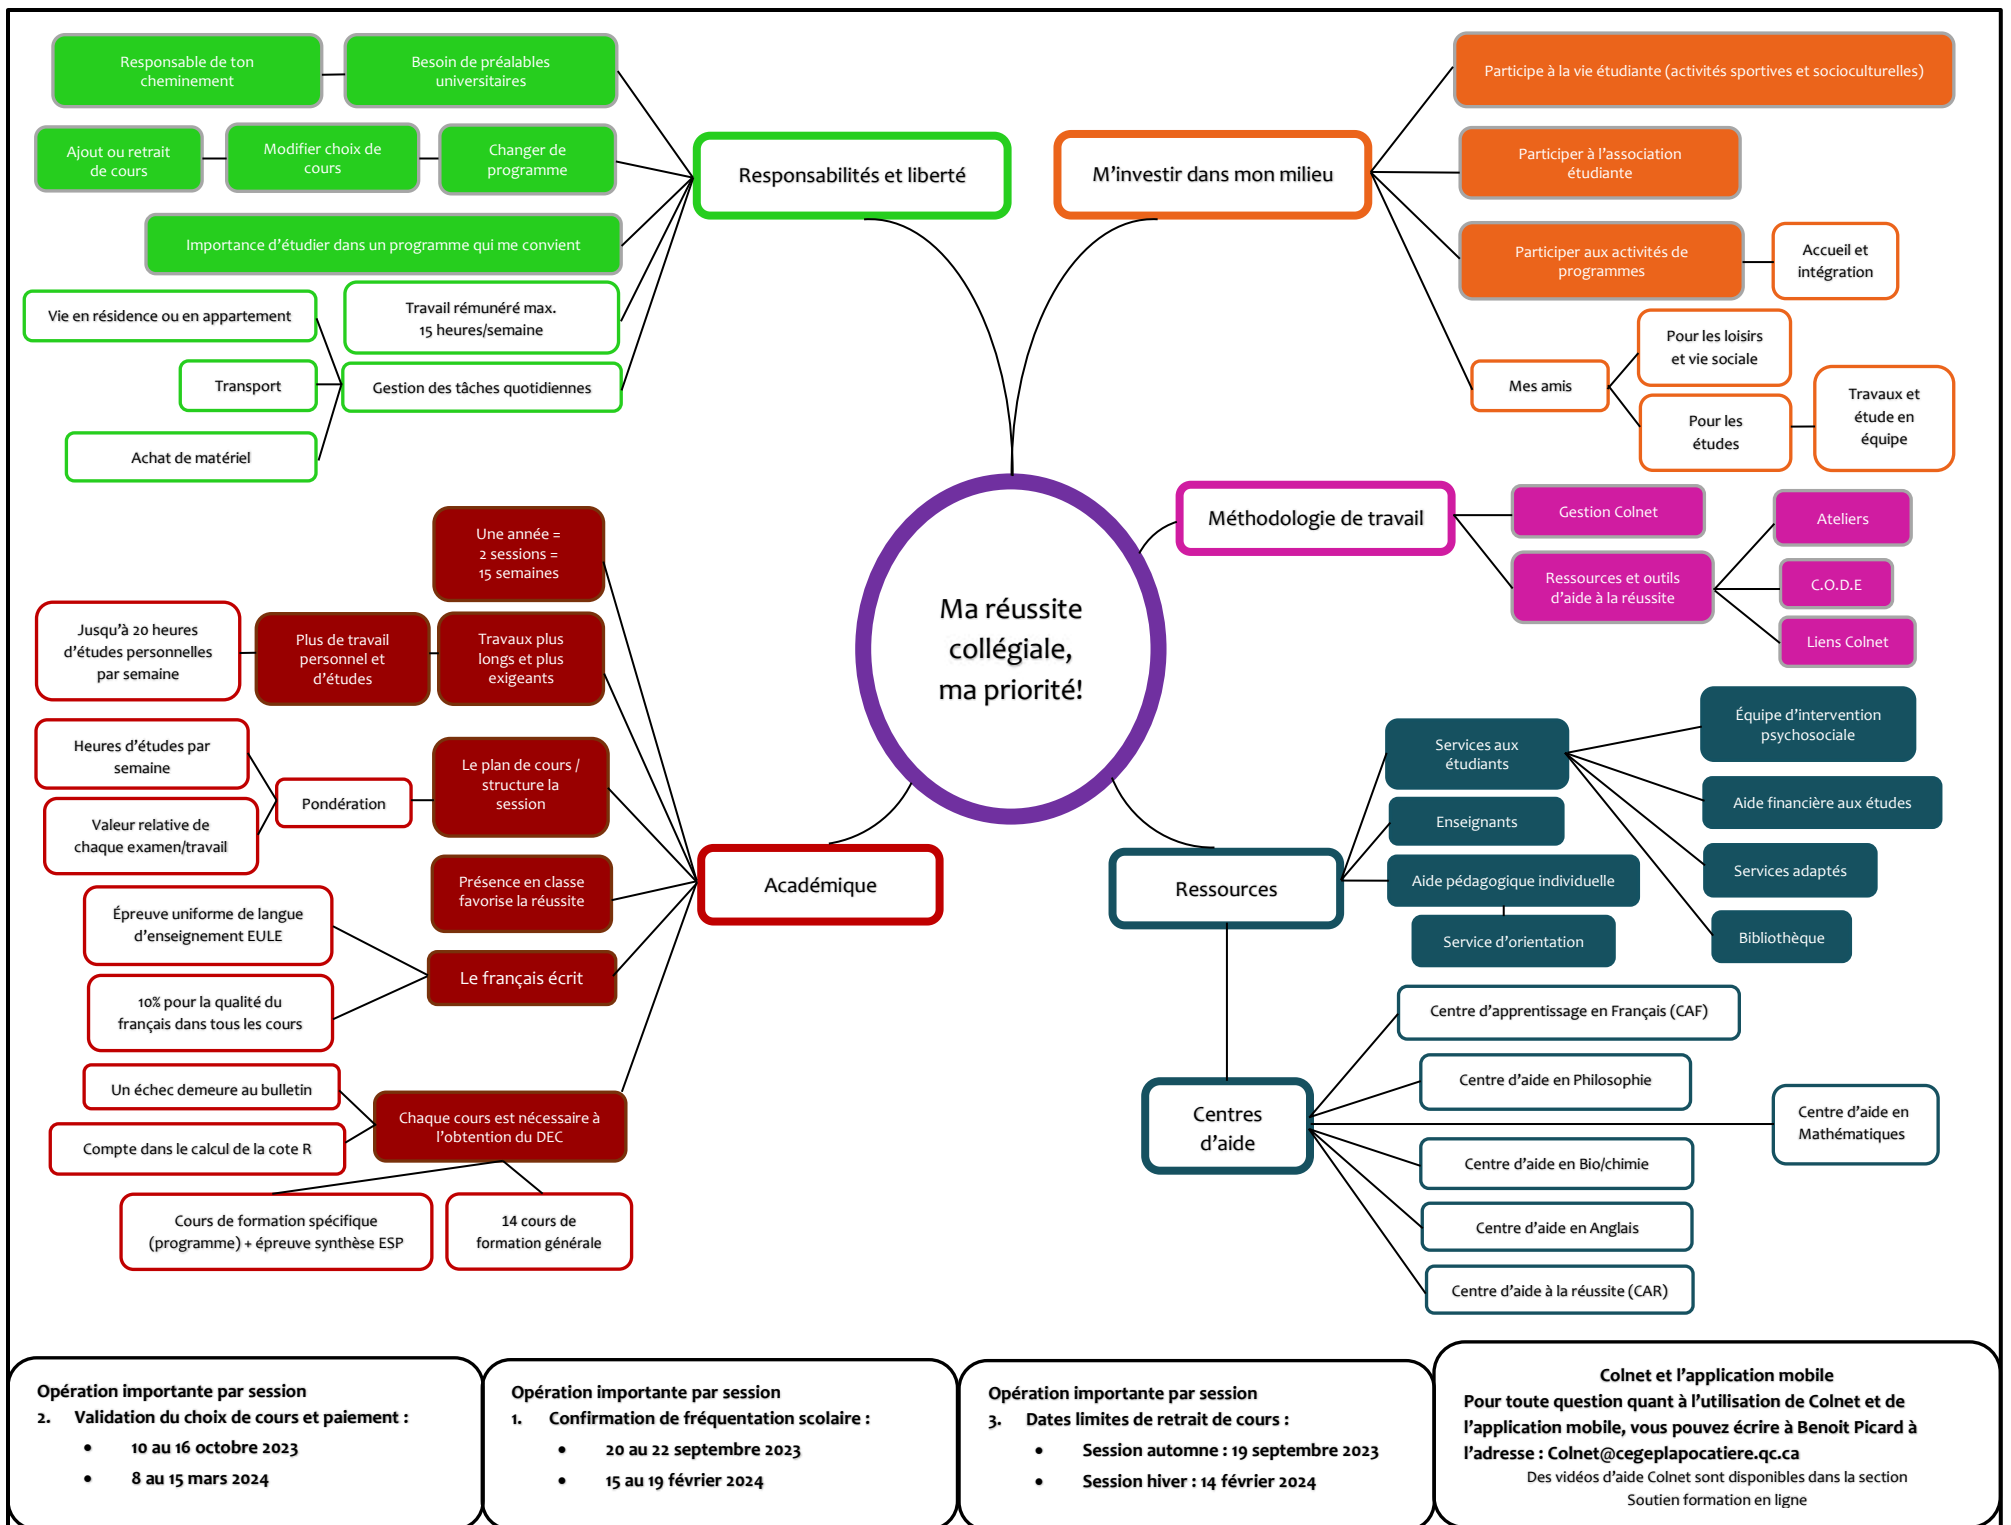 Responsable de ton
cheminement
Besoin de préalables
universitaires
Ajout ou retrait
de cours
Modifier choix de
cours
Changer de
programme
Importance d'étudier dans un programme qui me convient
Vie en résidence ou en appartement
Travail rémunéré max.
15 heures/semaine
Transport
Gestion des tâches quotidiennes
Achat de matériel
Responsabilités et liberté
M'investir dans mon milieu
Participe à la vie étudiante (activités sportives et socioculturelles)
Participer à l'association
étudiante
Participer aux activités de
programmes
Accueil et
intégration
Mes amis
Pour les loisirs
et vie sociale
Pour les
études
Travaux et
étude en
équipe
Ma réussite
collégiale,
ma priorité!
Méthodologie de travail
Gestion Colnet
Ressources et outils
d'aide à la réussite
Ateliers
C.O.D.E
Liens Colnet
Une année =
2 sessions =
15 semaines
Jusqu'à 20 heures
d'études personnelles
par semaine
Plus de travail
personnel et
d'études
Travaux plus
longs et plus
exigeants
Heures d'études par
semaine
Valeur relative de
chaque examen/travail
Pondération
Le plan de cours /
structure la
session
Présence en classe
favorise la réussite
Académique
Épreuve uniforme de langue
d'enseignement EULE
10% pour la qualité du
français dans tous les cours
Le français écrit
Un échec demeure au bulletin
Compte dans le calcul de la cote R
Chaque cours est nécessaire à
l'obtention du DEC
Cours de formation spécifique
(programme) + épreuve synthèse ESP
14 cours de
formation générale
Ressources
Services aux
étudiants
Enseignants
Aide pédagogique individuelle
Service d'orientation
Équipe d'intervention
psychosociale
Aide financière aux études
Services adaptés
Bibliothèque
Centres
d'aide
Centre d'apprentissage en Français (CAF)
Centre d'aide en Philosophie
Centre d'aide en
Mathématiques
Centre d'aide en Bio/chimie
Centre d'aide en Anglais
Centre d'aide à la réussite (CAR)
Opération importante par session
2. Validation du choix de cours et paiement :
• 10 au 16 octobre 2023
• 8 au 15 mars 2024
Opération importante par session
1. Confirmation de fréquentation scolaire :
• 20 au 22 septembre 2023
• 15 au 19 février 2024
Opération importante par session
3. Dates limites de retrait de cours :
• Session automne : 19 septembre 2023
• Session hiver : 14 février 2024
Colnet et l'application mobile
Pour toute question quant à l'utilisation de Colnet et de
l'application mobile, vous pouvez écrire à Benoit Picard à
l'adresse : Colnet@cegeplapocatiere.qc.ca
Des vidéos d'aide Colnet sont disponibles dans la section
Soutien formation en ligne